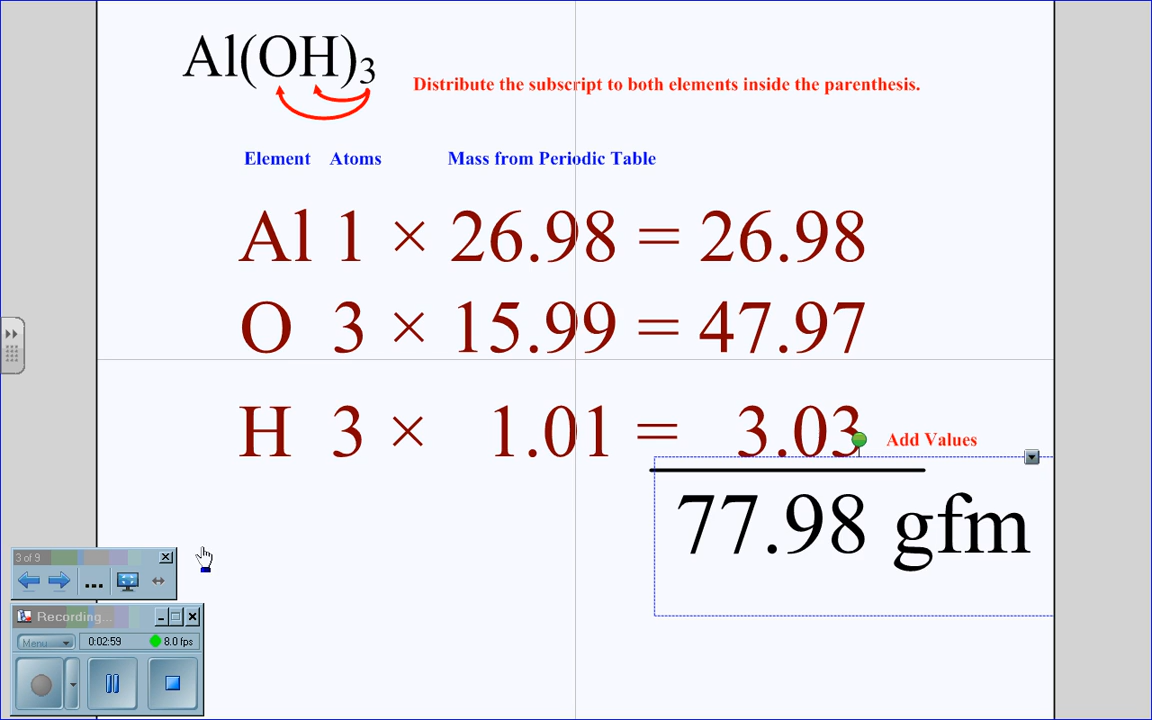 Al(OH)₃
Distribute the subscript to both elements inside the parenthesis.
Element Atoms Mass from Periodic Table
Al 1 × 26.98 = 26.98
O 3 × 15.99 = 47.97
H 3 × 1.01 = 3.03
Add Values
77.98 gfm
3 of 9
...
Recording...
Menu 0:02:59 8.0 fps